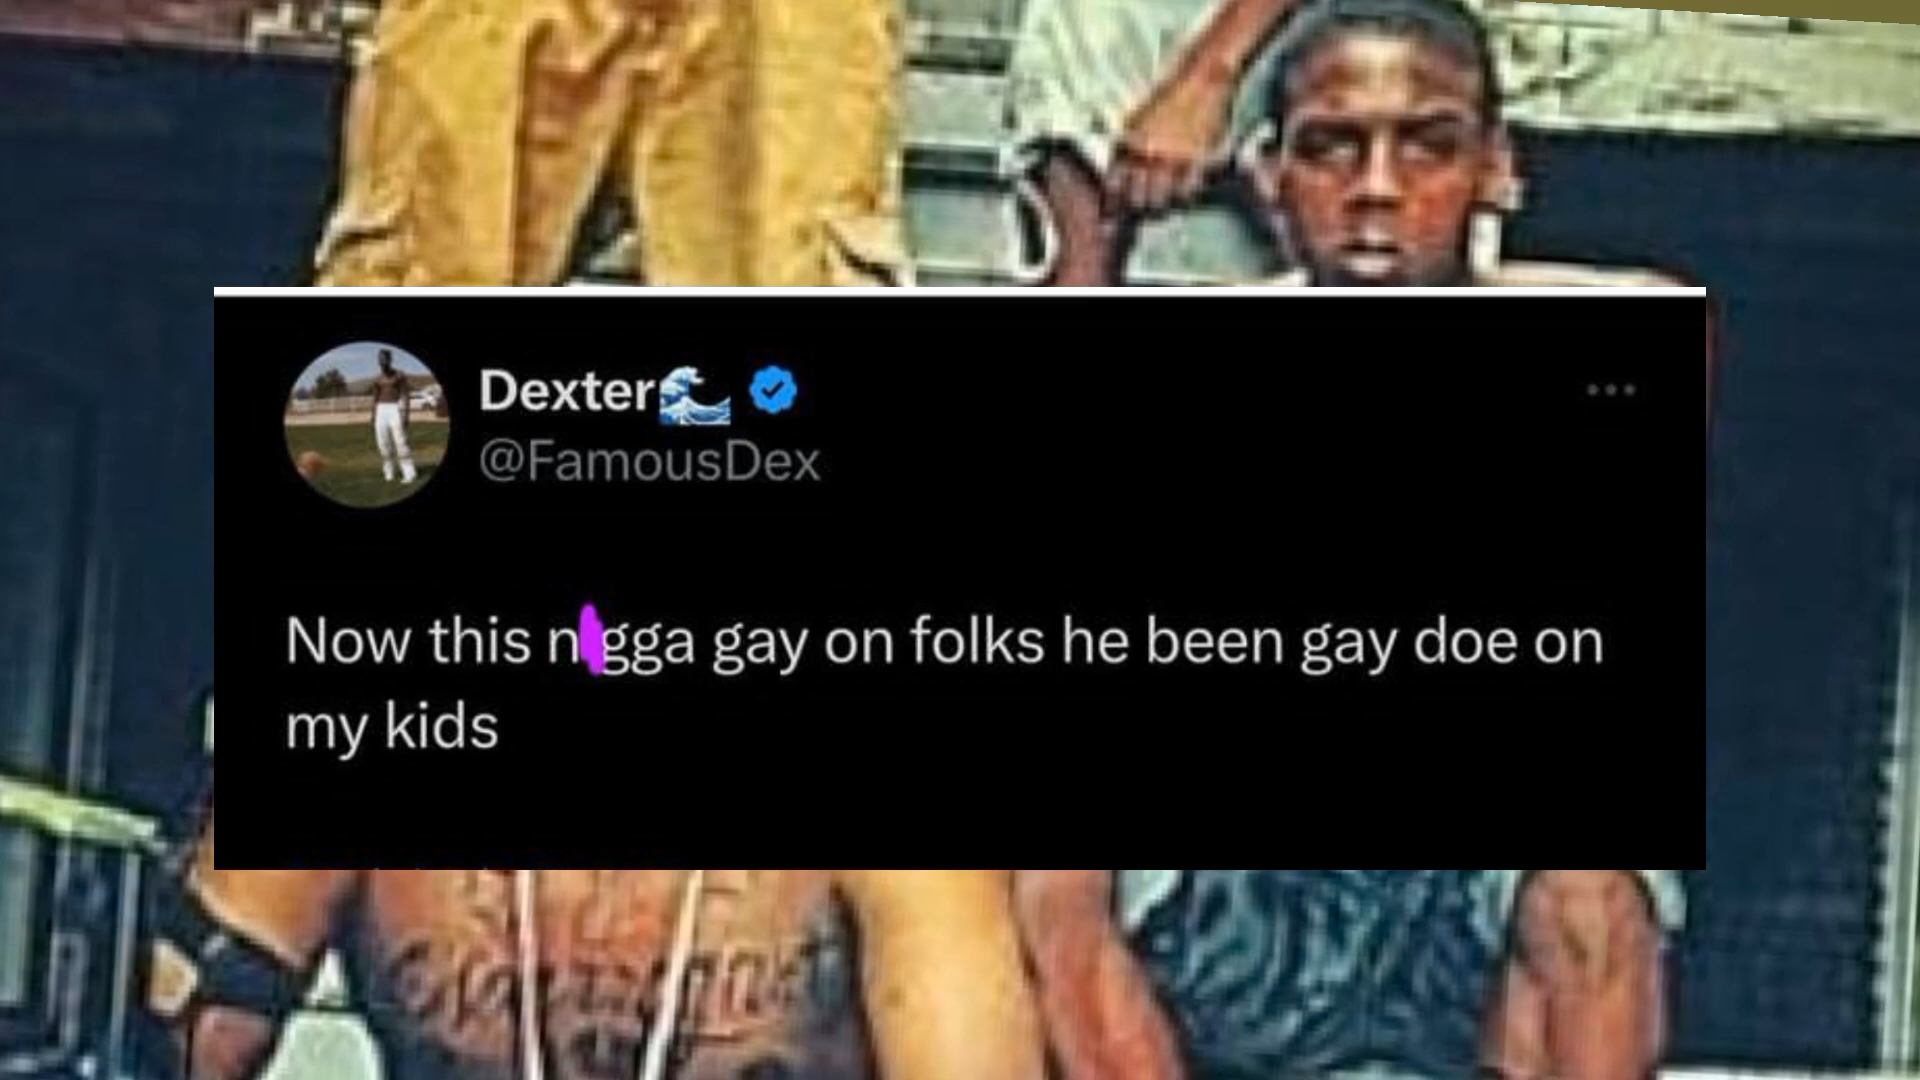 Dexter🌊
@FamousDex
Now this n gga gay on folks he been gay doe on
my kids